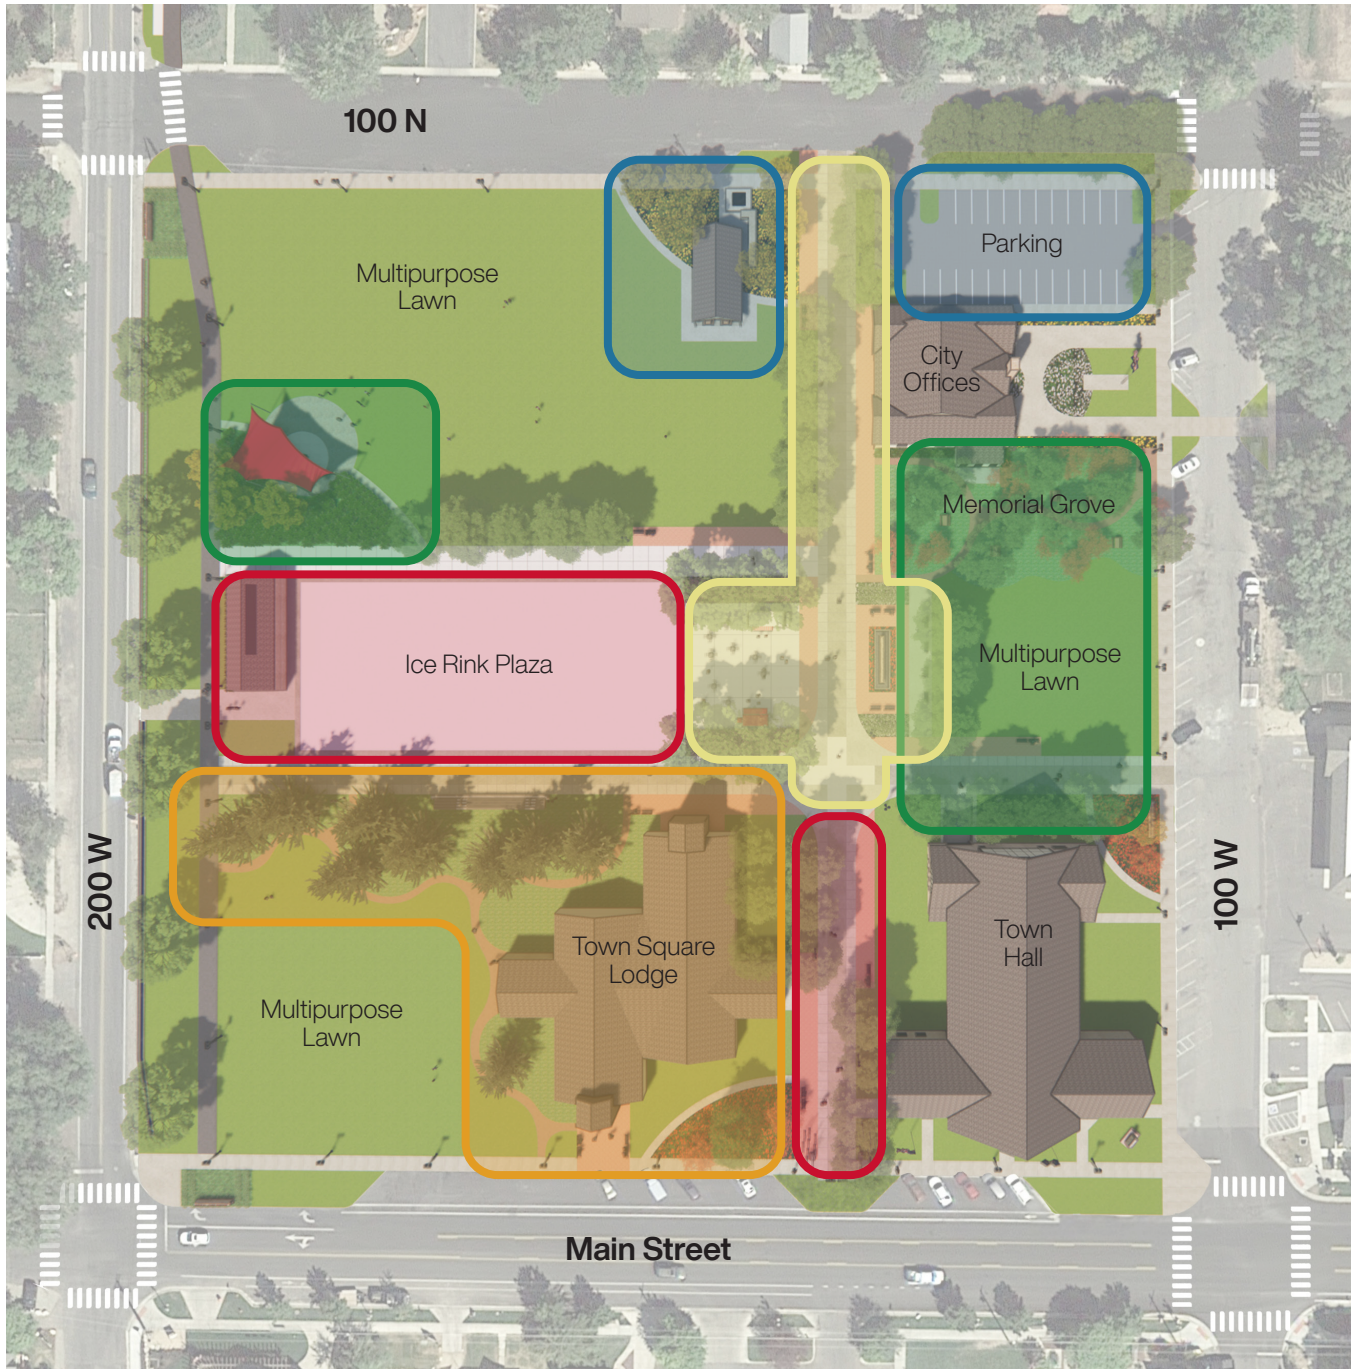 100 N
Multipurpose
Lawn
Parking
City
Offices
Memorial Grove
Ice Rink Plaza
Multipurpose
Lawn
200 W
100 W
Town Square
Lodge
Town
Hall
Multipurpose
Lawn
Main Street